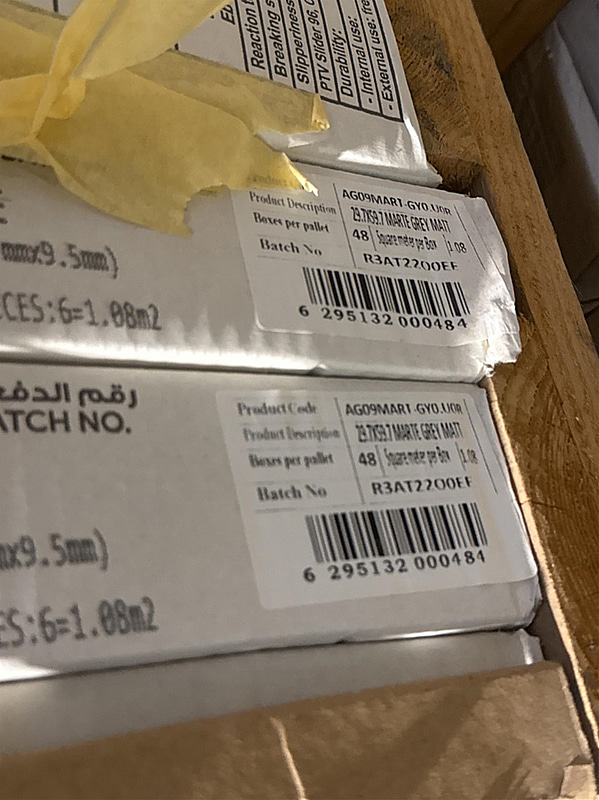 Reaction
Breaking
Slipperiness
PTV Slider 96,
Durability:
- Internal use:
- External use:
Product Description
AG09MART-GY0.U0R
29.7X59.7 MARTE GREY MATT
Boxes per pallet 48 Square meter per Box 1.08
Batch No R3AT2200EF
6 295132 000484
mmx9.5mm)
CES:6=1.08m2
رقم الدفع
ATCH NO.
Product Code AG09MART-GY0.U0R
Product Description 29.7X59.7 MARTE GREY MATT
Boxes per pallet 48 Square meter per Box 1.08
Batch No R3AT2200EF
6 295132 000484
mx9.5mm)
ES:6=1.08m2